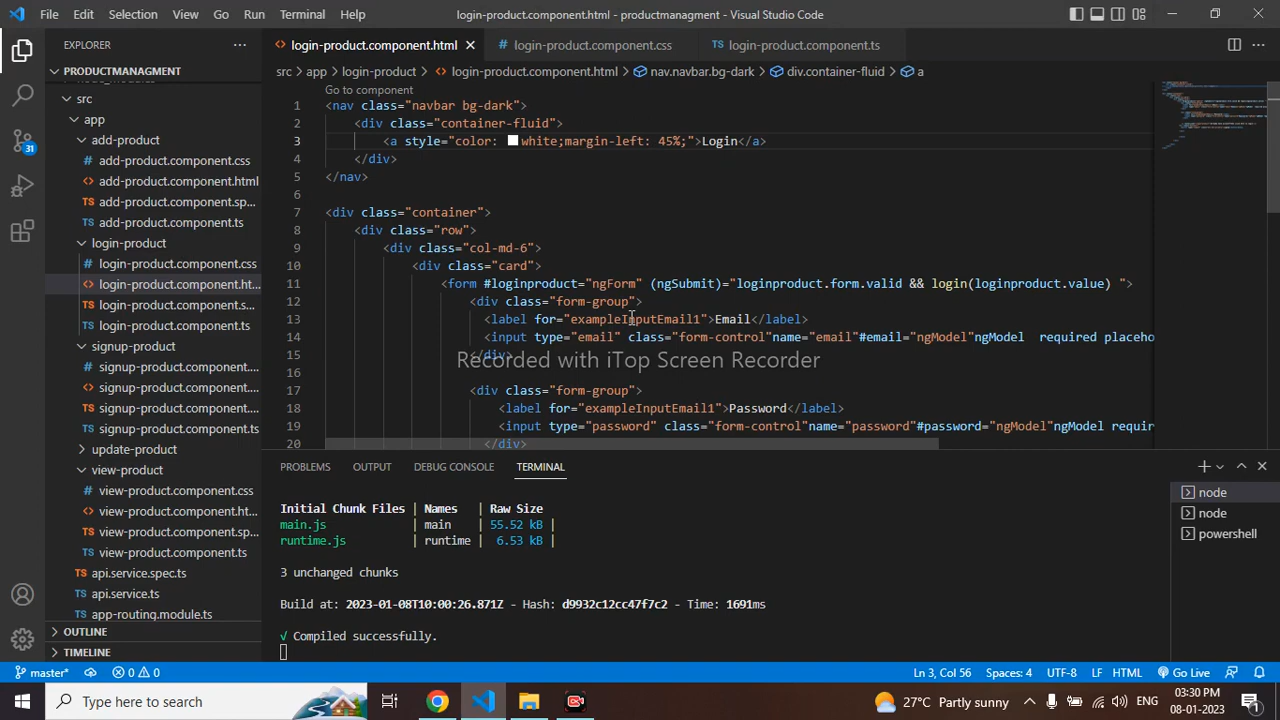 File Edit Selection View Go Run Terminal Help
login-product.component.html - productmanagment - Visual Studio Code
EXPLORER
login-product.component.html login-product.component.css TS login-product.component.ts
PRODUCTMANAGMENT
src > app > login-product > login-product.component.html > nav.navbar.bg-dark > div.container-fluid > a
src
app
add-product
add-product.component.css
add-product.component.html
TS add-product.component.sp...
TS add-product.component.ts
login-product
login-product.component.css
login-product.component.ht...
TS login-product.component.s...
TS login-product.component.ts
signup-product
signup-product.component....
signup-product.component....
TS signup-product.component....
TS signup-product.component.ts
update-product
view-product
view-product.component.css
view-product.component.ht...
TS view-product.component.sp...
TS view-product.component.ts
TS api.service.spec.ts
TS api.service.ts
TS app-routing.module.ts
OUTLINE
TIMELINE
31
Go to component
1 <nav class="navbar bg-dark">
2 <div class="container-fluid">
3 <a style="color: white;margin-left: 45%;">Login</a>
4 </div>
5 </nav>
6
7 <div class="container">
8 <div class="row">
9 <div class="col-md-6">
10 <div class="card">
11 <form #loginproduct="ngForm" (ngSubmit)="loginproduct.form.valid && login(loginproduct.value) ">
12 <div class="form-group">
13 <label for="exampleInputEmail1">Email</label>
14 <input type="email" class="form-control"name="email"#email="ngModel"ngModel required placeho
15 </div>
Recorded with iTop Screen Recorder
16
17 <div class="form-group">
18 <label for="exampleInputEmail1">Password</label>
19 <input type="password" class="form-control"name="password"#password="ngModel"ngModel requir
20 </div>
PROBLEMS OUTPUT DEBUG CONSOLE TERMINAL
Initial Chunk Files | Names | Raw Size
main.js | main | 55.52 kB |
runtime.js | runtime | 6.53 kB |
3 unchanged chunks
Build at: 2023-01-08T10:00:26.871Z - Hash: d9932c12cc47f7c2 - Time: 1691ms
√ Compiled successfully.
node
node
powershell
master* 0 0 Ln 3, Col 56 Spaces: 4 UTF-8 LF HTML Go Live
Type here to search 27°C Partly sunny ENG 03:30 PM
08-01-2023
1